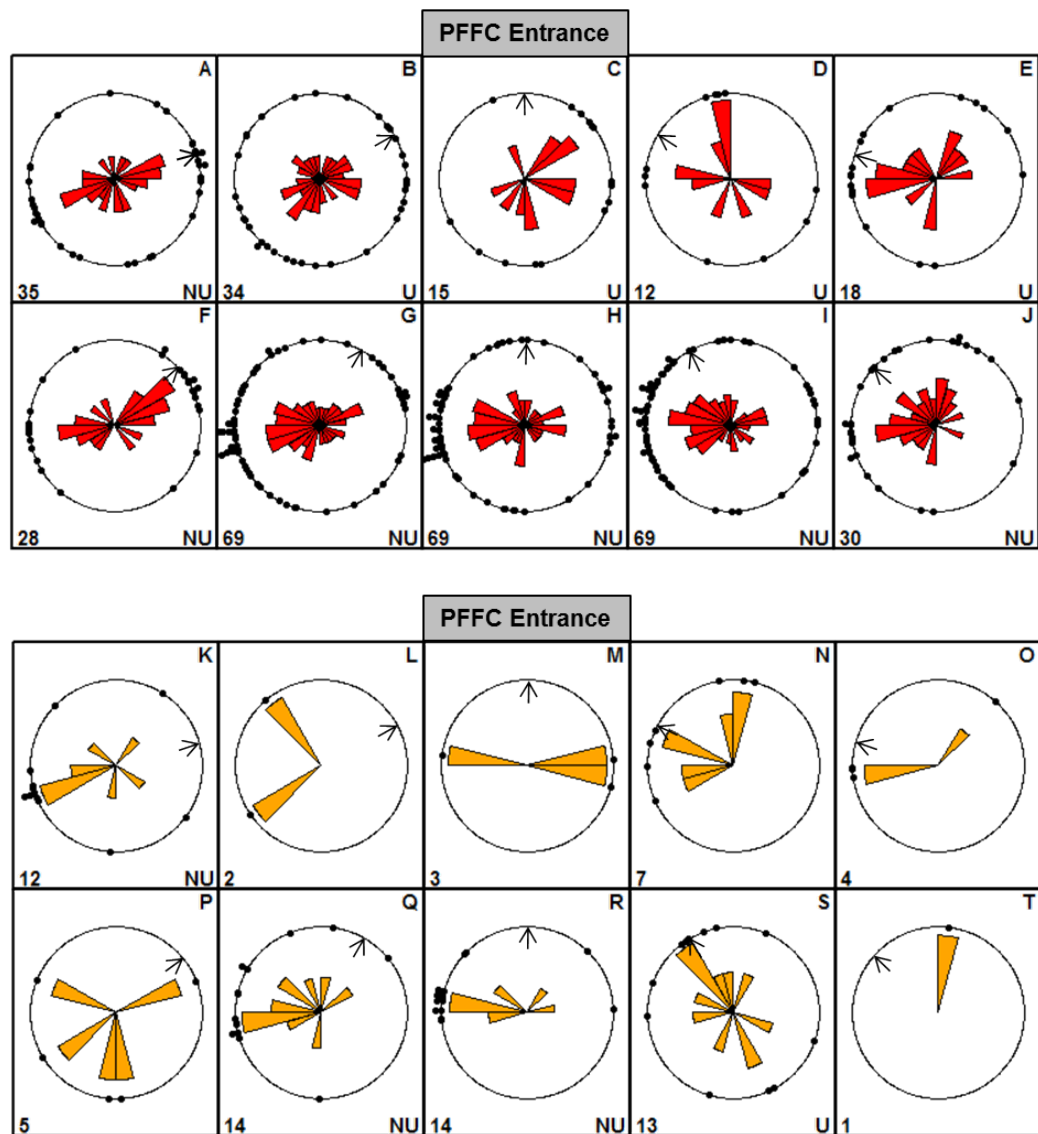 PFFC Entrance
A B C D E
35 NU 34 U 15 U 12 U 18 U
F G H I J
28 NU 69 NU 69 NU 69 NU 30 NU
PFFC Entrance
K L M N O
12 NU 2 3 7 4
P Q R S T
5 14 NU 14 NU 13 U 1